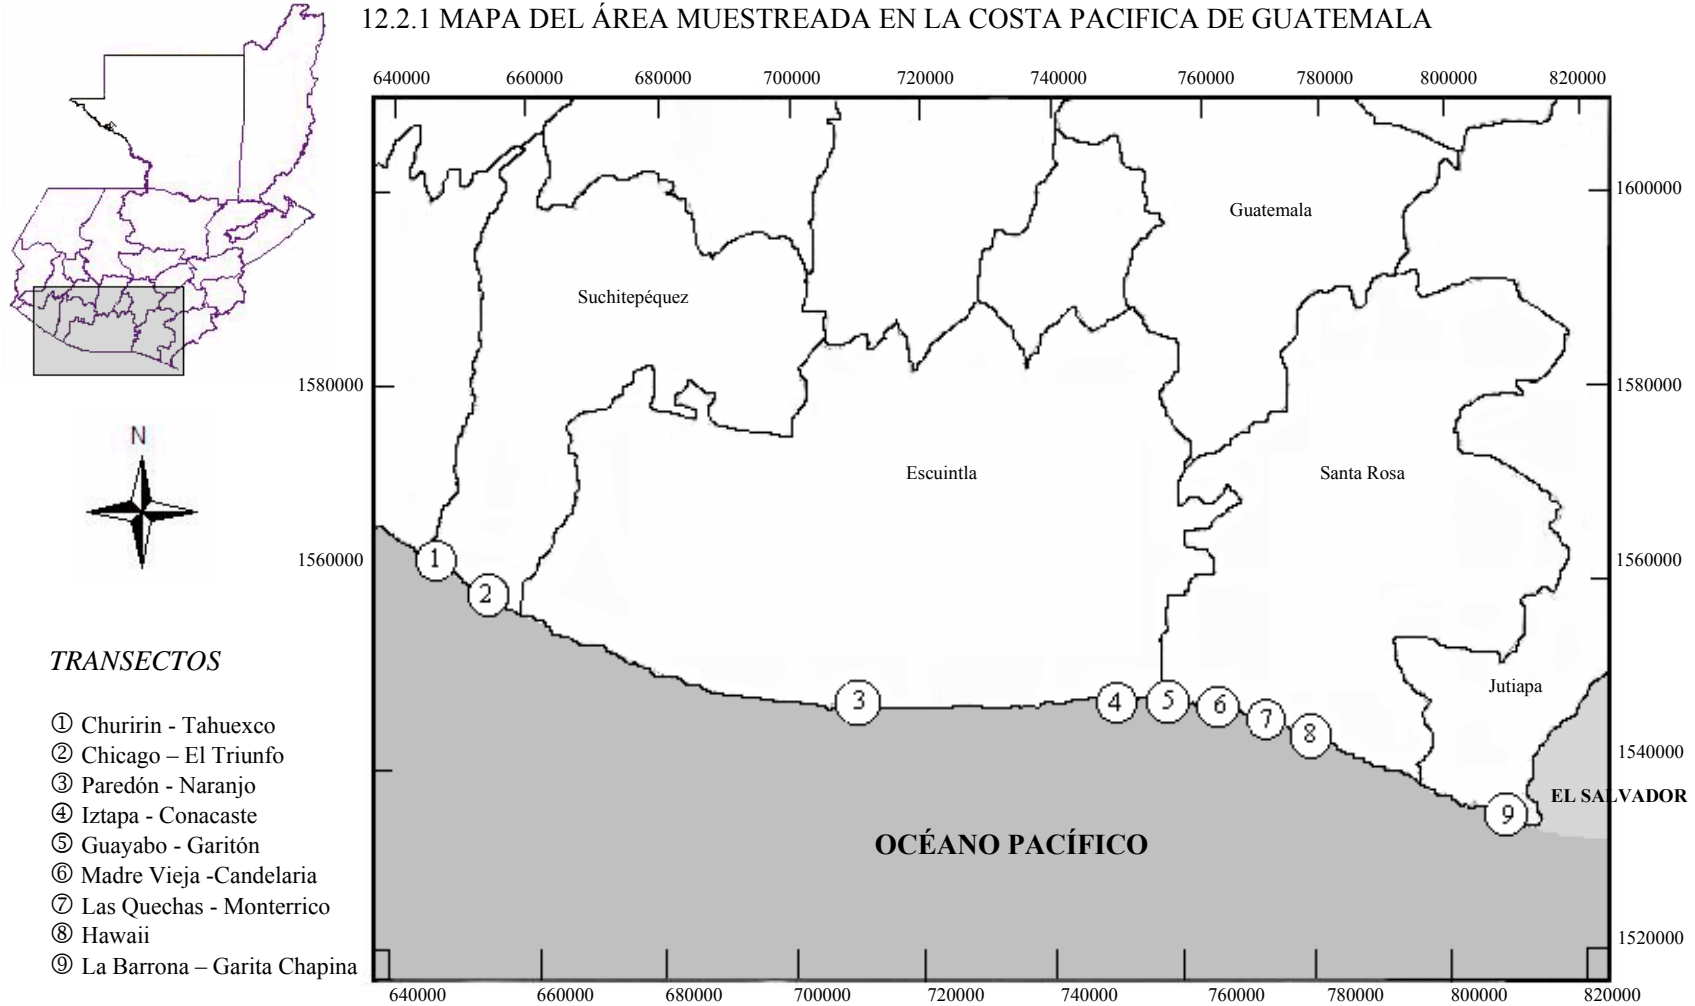 12.2.1 MAPA DEL ÁREA MUESTREADA EN LA COSTA PACIFICA DE GUATEMALA
640000 660000 680000 700000 720000 740000 760000 780000 800000 820000
1600000
Guatemala
Suchitepéquez
1580000 1580000
N
Escuintla Santa Rosa
1560000 1560000
1
2
TRANSECTOS
Jutiapa
3 4 5 6 7 8
① Churirin - Tahuexco
② Chicago – El Triunfo
③ Paredón - Naranjo
④ Iztapa - Conacaste
⑤ Guayabo - Garitón
⑥ Madre Vieja -Candelaria
⑦ Las Quechas - Monterrico
⑧ Hawaii
⑨ La Barrona – Garita Chapina
1540000
EL SALVADOR
9
OCÉANO PACÍFICO
1520000
640000 660000 680000 700000 720000 740000 760000 780000 800000 820000